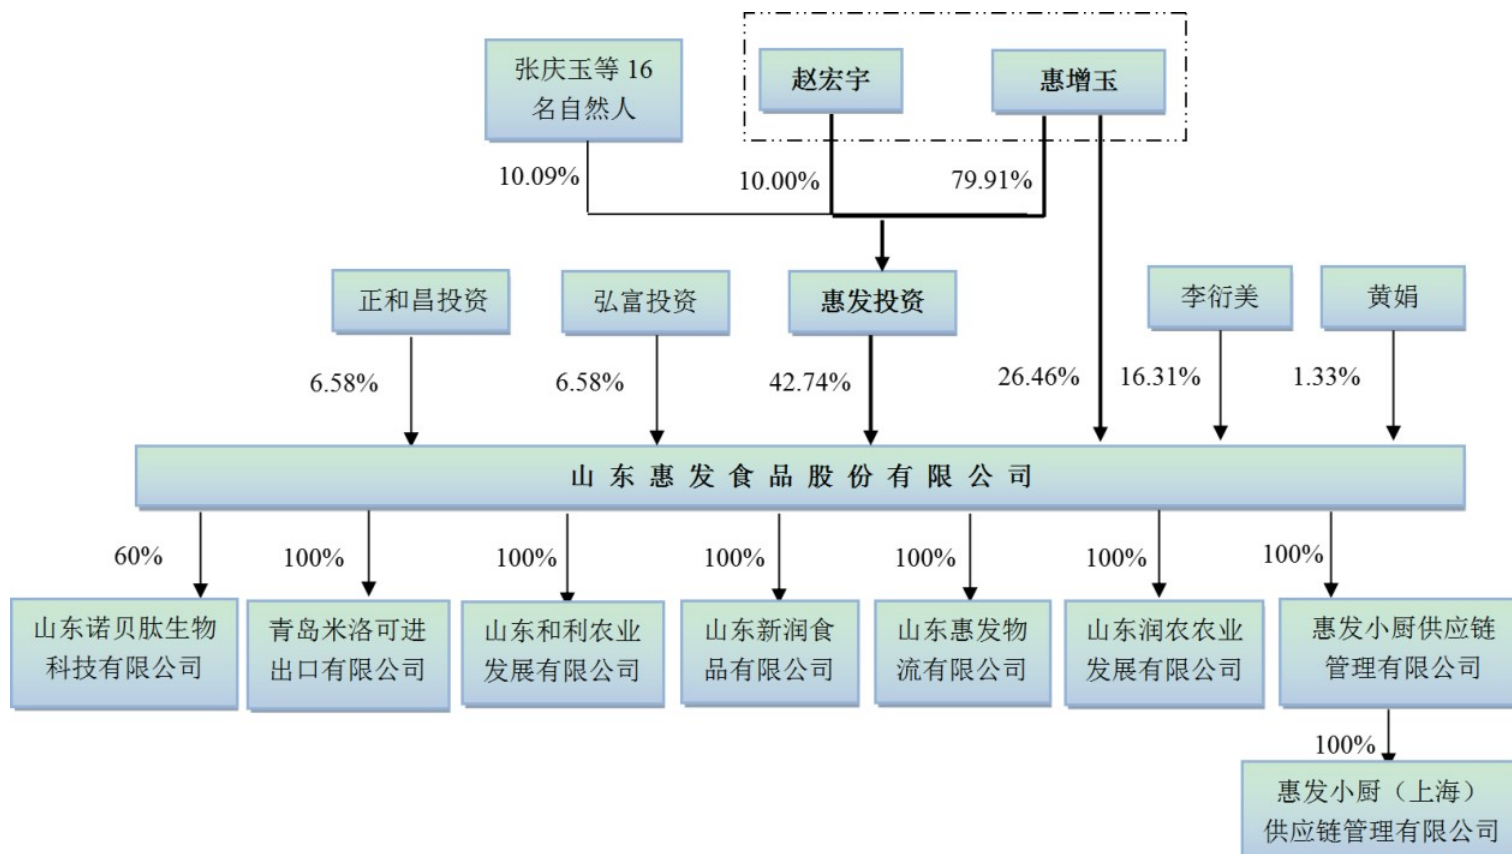 张庆玉等 16
名自然人
赵宏宇
惠增玉
10.09%
10.00%
79.91%
正和昌投资
弘富投资
惠发投资
李衍美
黄娟
6.58%
6.58%
42.74%
26.46%
16.31%
1.33%
山东惠发食品股份有限公司
60%
100%
100%
100%
100%
100%
100%
山东诺贝肽生物
科技有限公司
青岛米洛可进
出口有限公司
山东和利农业
发展有限公司
山东新润食
品有限公司
山东惠发物
流有限公司
山东润农农业
发展有限公司
惠发小厨供应链
管理有限公司
100%
惠发小厨（上海）
供应链管理有限公司